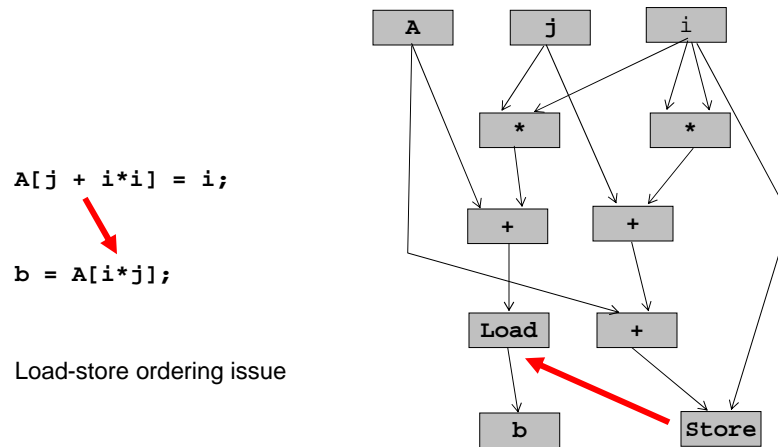 A
j
i
*
*
A[j + i*i] = i;
+
+
b = A[i*j];
Load
+
Load-store ordering issue
b
Store